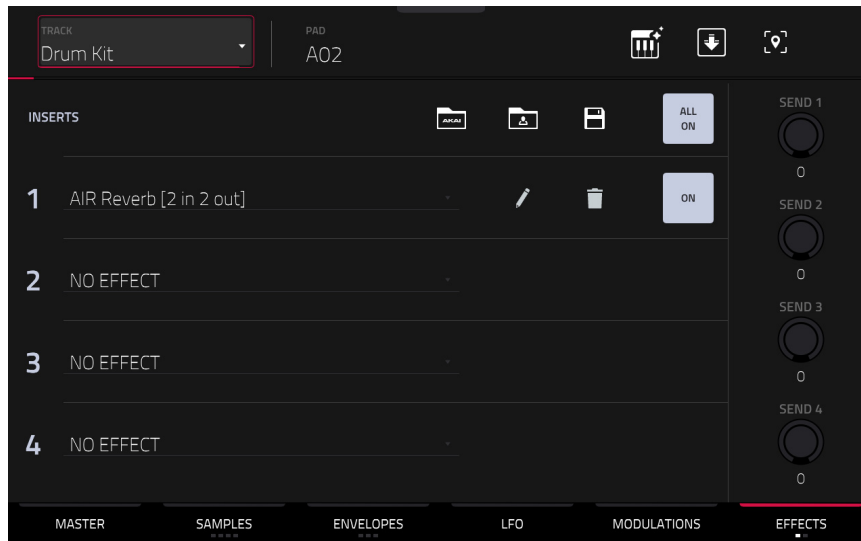 TRACK
Drum Kit
PAD
A02
INSERTS
AKAI
ALL
ON
1
AIR Reverb [2 in 2 out]
ON
2
NO EFFECT
3
NO EFFECT
4
NO EFFECT
SEND 1
0
SEND 2
0
SEND 3
0
SEND 4
0
MASTER
SAMPLES
ENVELOPES
LFO
MODULATIONS
EFFECTS